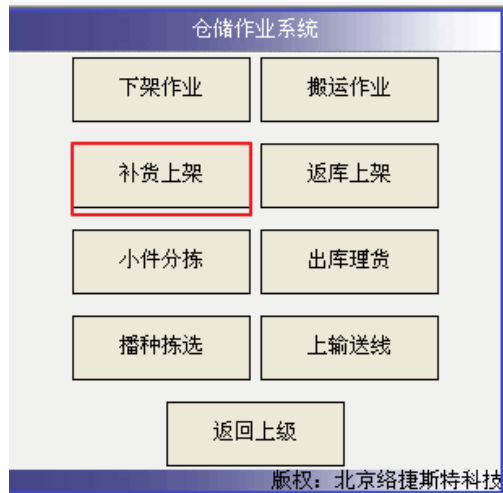 仓储作业系统
下架作业 搬运作业
补货上架 返库上架
小件分拣 出库理货
播种拣选 上输送线
返回上级
版权：北京络捷斯特科技